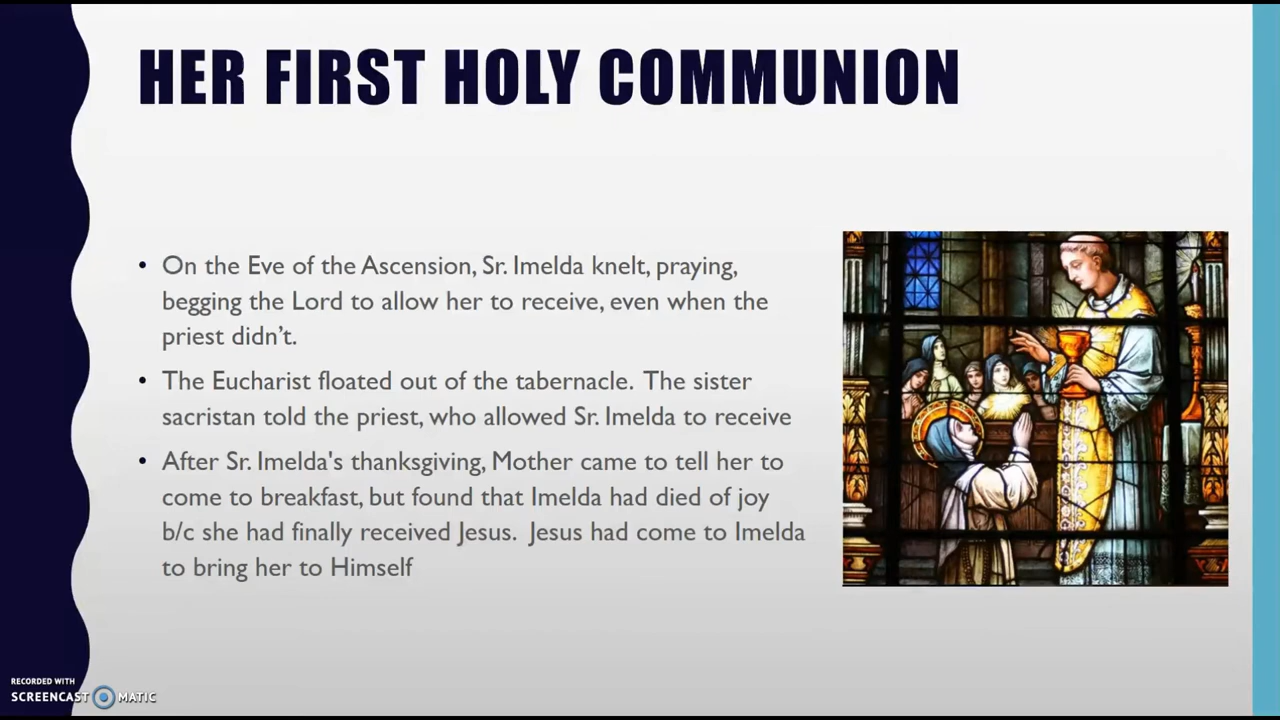 HER FIRST HOLY COMMUNION
• On the Eve of the Ascension, Sr. Imelda knelt, praying,
begging the Lord to allow her to receive, even when the
priest didn’t.
• The Eucharist floated out of the tabernacle.  The sister
sacristan told the priest, who allowed Sr. Imelda to receive
• After Sr. Imelda's thanksgiving, Mother came to tell her to
come to breakfast, but found that Imelda had died of joy
b/c she had finally received Jesus.  Jesus had come to Imelda
to bring her to Himself
RECORDED WITH
SCREENCAST MATIC